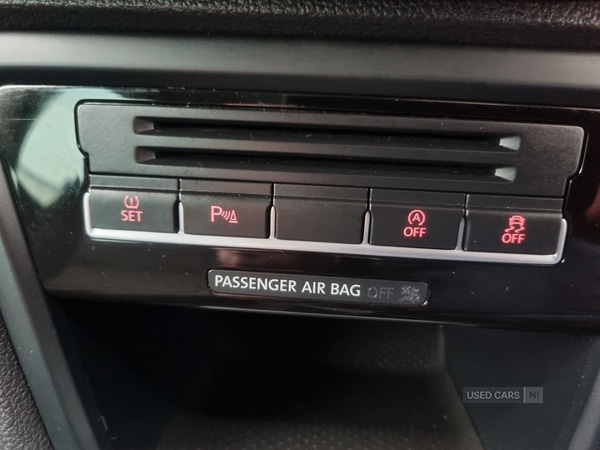 SET
P
A
OFF
OFF
PASSENGER AIR BAG OFF
USED CARS NI